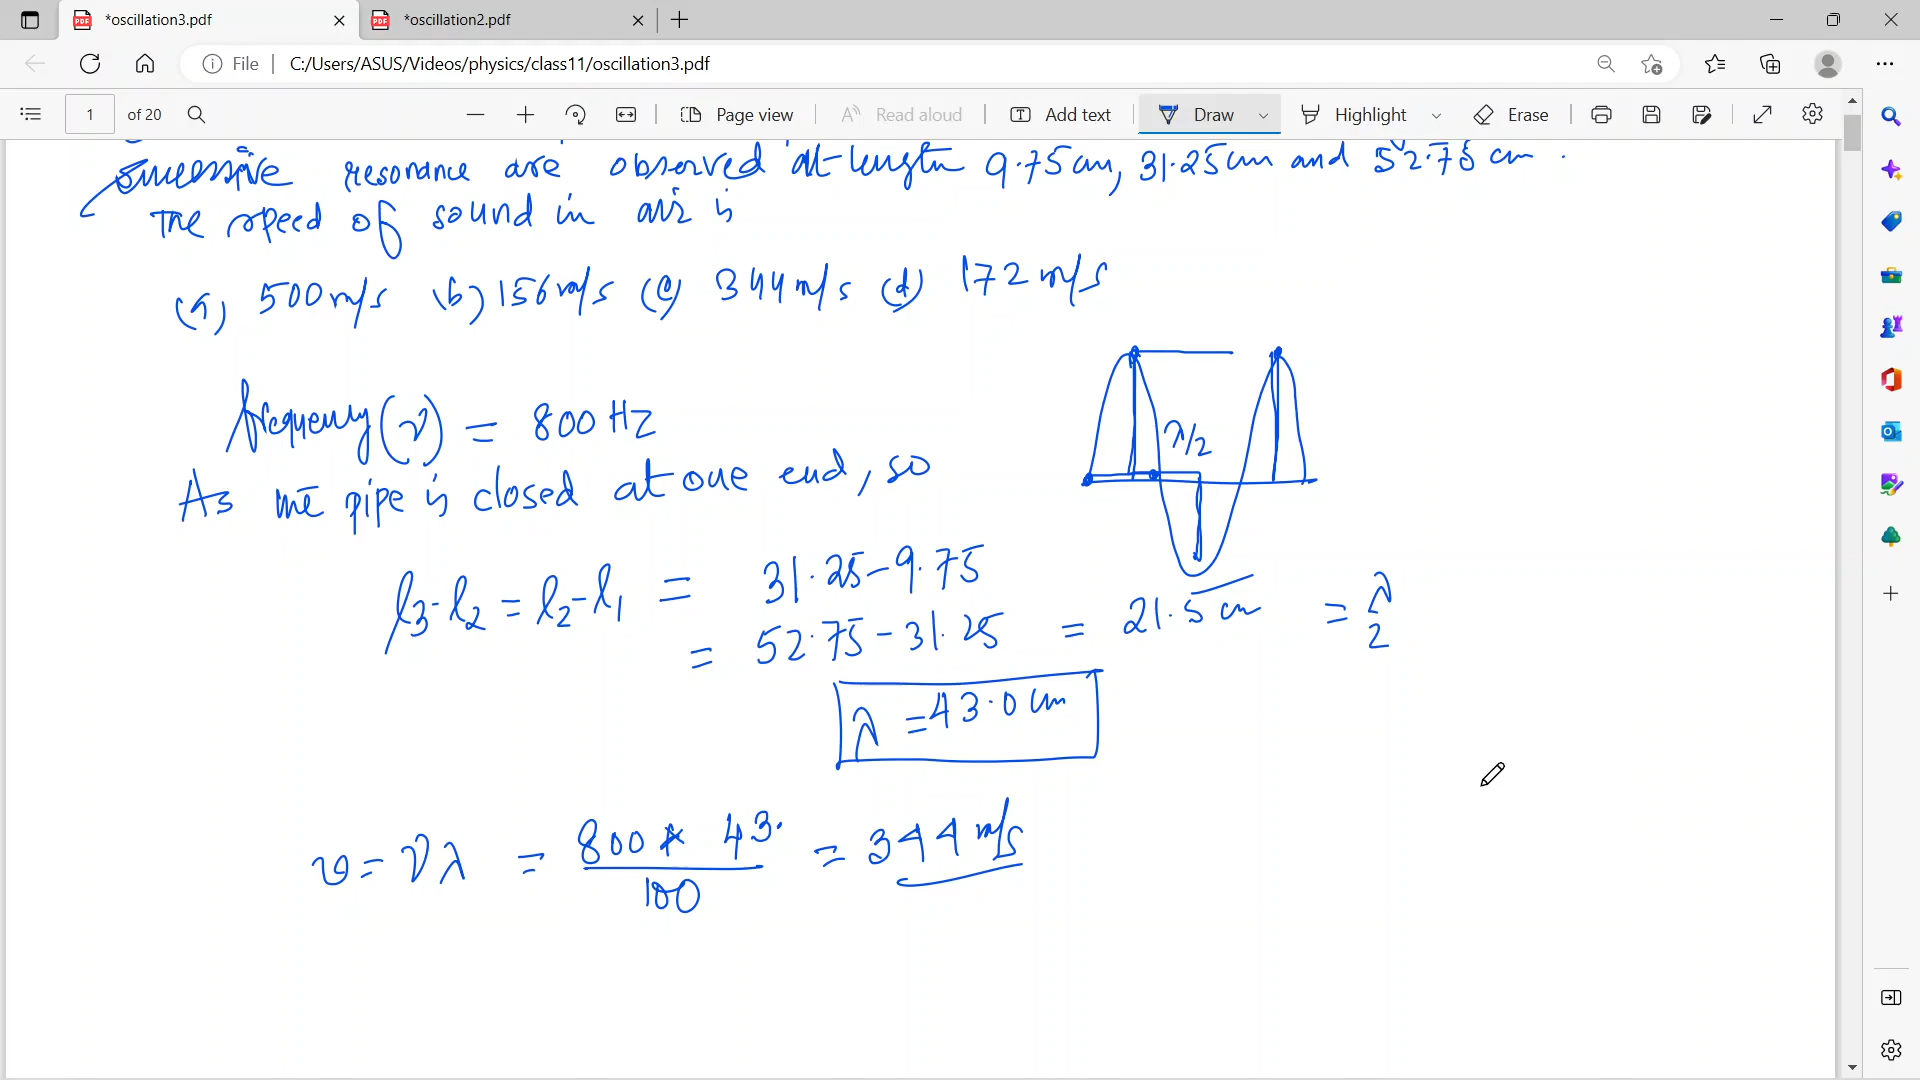 *oscillation3.pdf
*oscillation2.pdf
File
C:/Users/ASUS/Videos/physics/class11/oscillation3.pdf
1 of 20
Page view
Read aloud
Add text
Draw
Highlight
Erase
successive resonance are observed at length 9.75 cm, 31.25 cm and 52.75 cm.
The speed of sound in air is
(a) 500 m/s (b) 156 m/s (c) 344 m/s (d) 172 m/s
λ/2
frequency (ν) = 800 Hz
As the pipe is closed at one end, so
l3-l2 = l2-l1 = 31.25-9.75
= 52.75-31.25 = 21.5 cm = λ/2
λ = 43.0 cm
v = νλ = 800 * 43. / 100 = 344 m/s